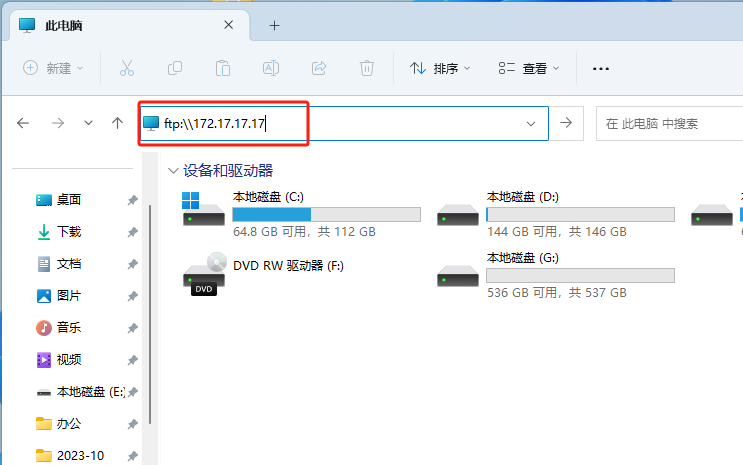 此电脑
新建
排序
查看
ftp:\\172.17.17.17
在 此电脑 中搜索
设备和驱动器
桌面
下载
文档
图片
音乐
视频
本地磁盘 (E:)
办公
2023-10
本地磁盘 (C:)
64.8 GB 可用，共 112 GB
本地磁盘 (D:)
144 GB 可用，共 146 GB
DVD RW 驱动器 (F:)
DVD
本地磁盘 (G:)
536 GB 可用，共 537 GB